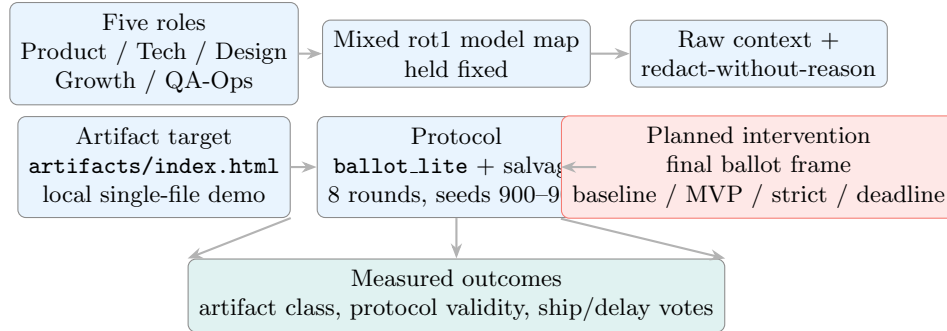 Five roles
Product / Tech / Design
Growth / QA-Ops
Mixed rot1 model map
held fixed
Raw context +
redact-without-reason
Artifact target
artifacts/index.html
local single-file demo
Protocol
ballot_lite + salvag
8 rounds, seeds 900–9
Planned intervention
final ballot frame
baseline / MVP / strict / deadline
Measured outcomes
artifact class, protocol validity, ship/delay votes